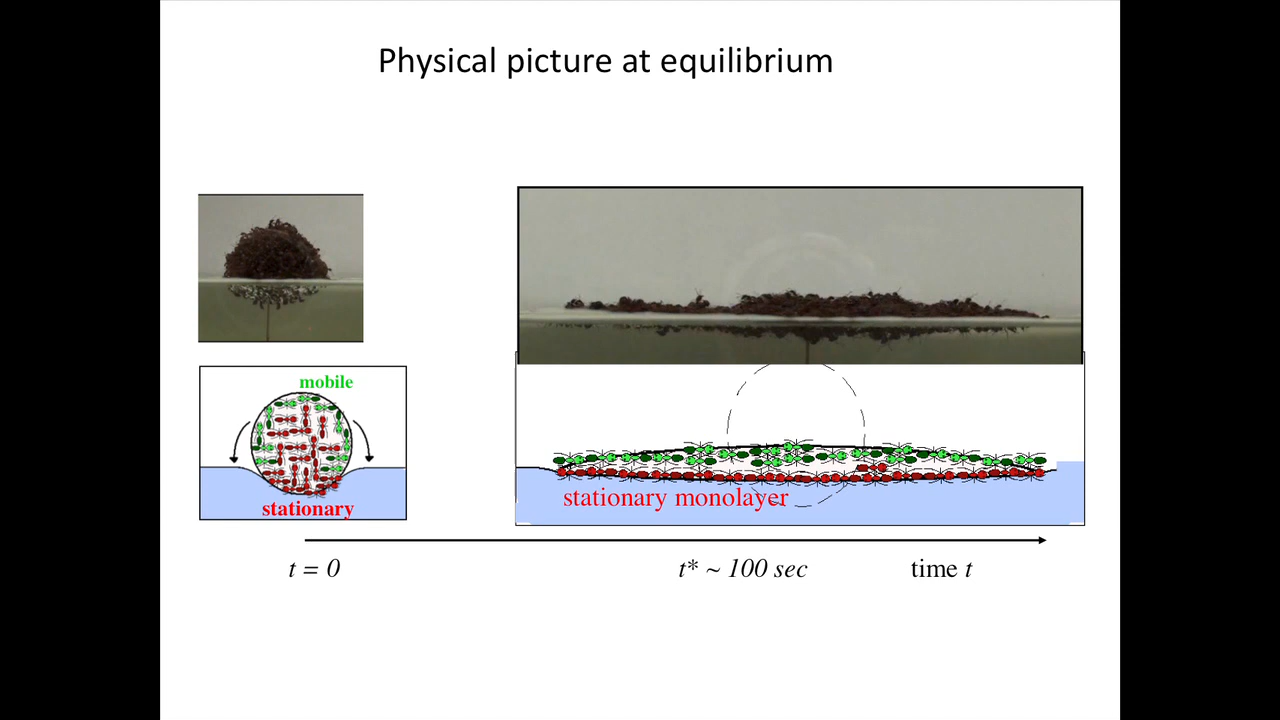 Physical picture at equilibrium
mobile
stationary
stationary monolayer
t = 0
t* ~ 100 sec
time t